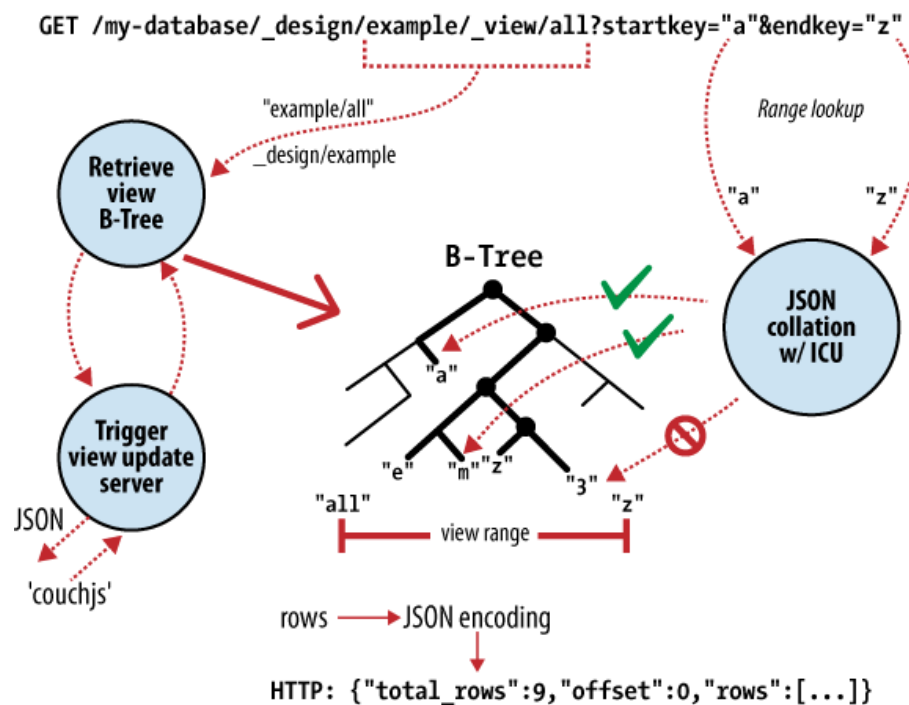 GET /my-database/_design/example/_view/all?startkey="a"&endkey="z"
"example/all"
_design/example
Range lookup
Retrieve
view
B-Tree
"a"
"z"
B-Tree
JSON
collation
w/ ICU
"a"
Trigger
view update
server
"e"
"m"
"z"
"3"
"all"
"z"
view range
JSON
'couchjs'
rows
JSON encoding
HTTP: {"total_rows":9,"offset":0,"rows":[...]}